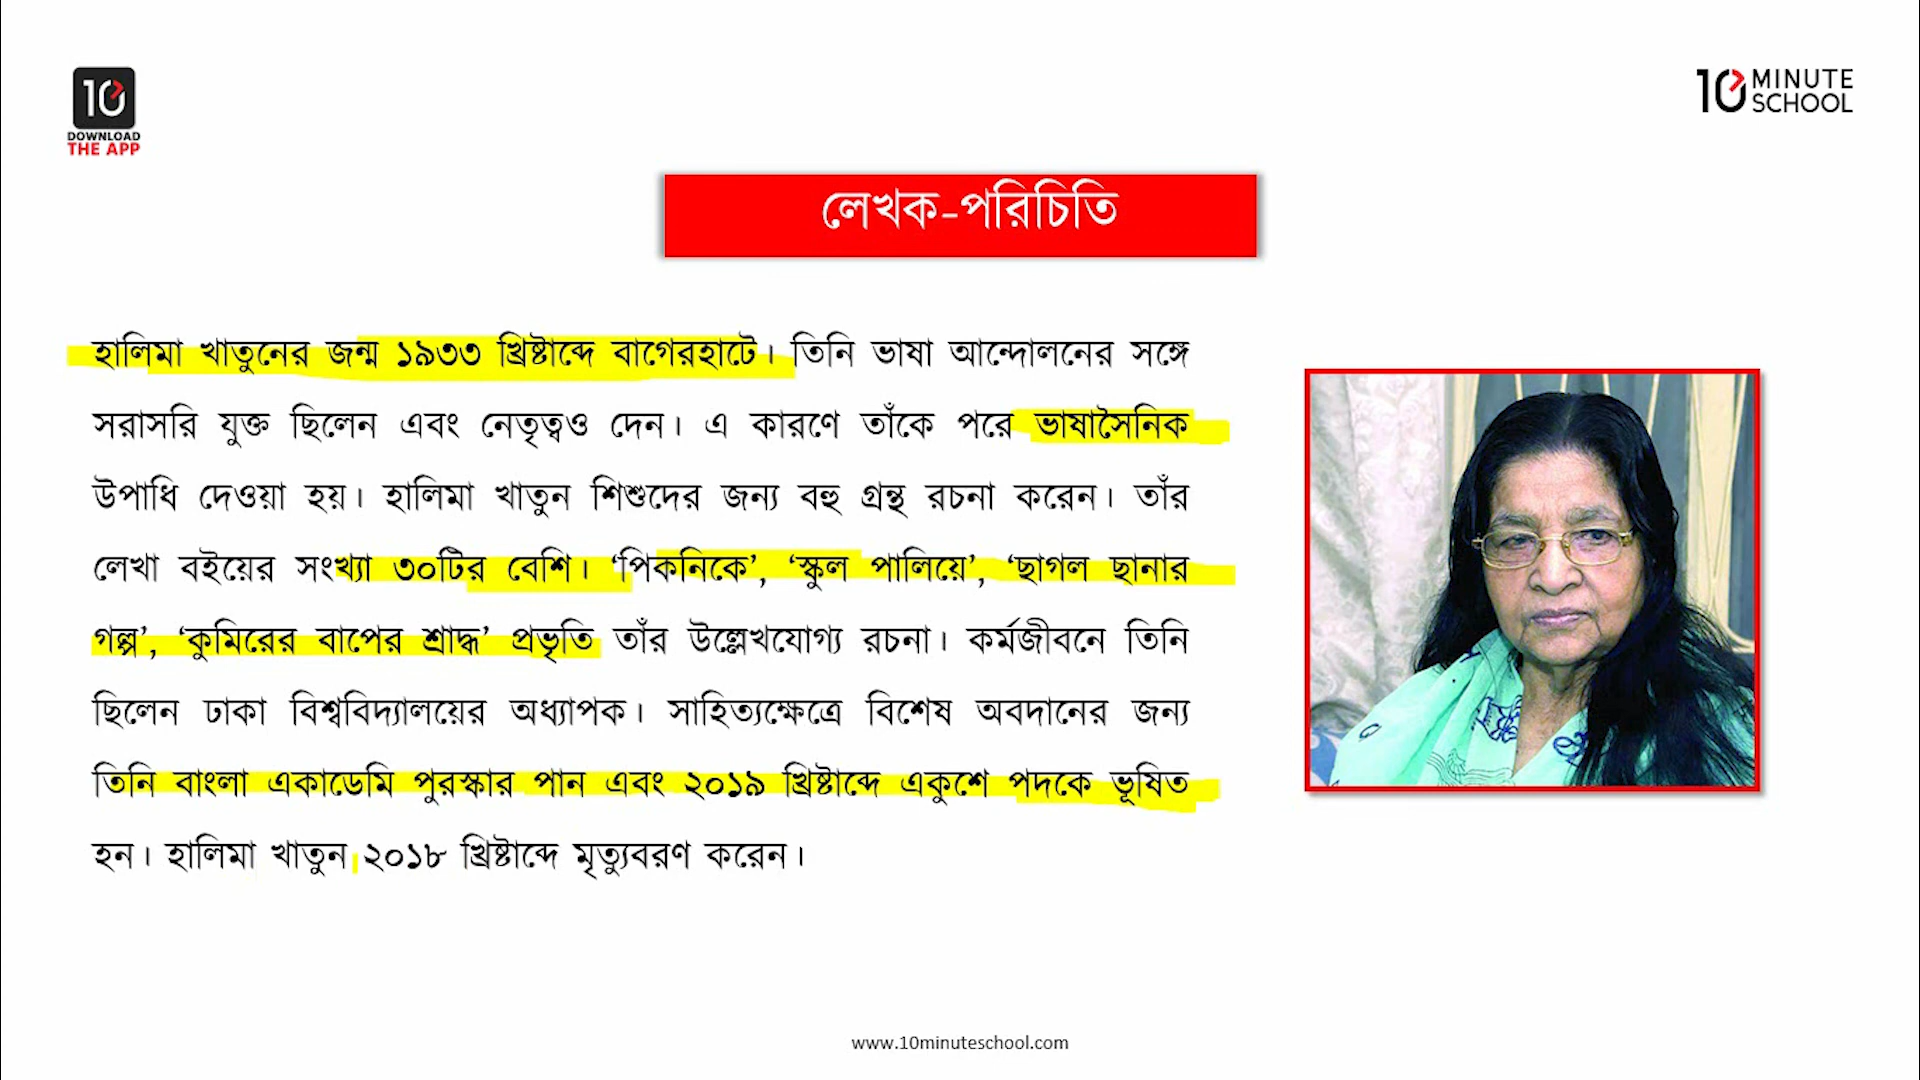 10
DOWNLOAD
THE APP
10 MINUTE
SCHOOL
লেখক-পরিচিতি
হালিমা খাতুনের জন্ম ১৯৩৩ খ্রিষ্টাব্দে বাগেরহাটে। তিনি ভাষা আন্দোলনের সঙ্গে
সরাসরি যুক্ত ছিলেন এবং নেতৃত্বও দেন। এ কারণে তাঁকে পরে ভাষাসৈনিক
উপাধি দেওয়া হয়। হালিমা খাতুন শিশুদের জন্য বহু গ্রন্থ রচনা করেন। তাঁর
লেখা বইয়ের সংখ্যা ৩০টির বেশি। ‘পিকনিকে’, ‘স্কুল পালিয়ে’, ‘ছাগল ছানার
গল্প’, ‘কুমিরের বাপের শ্রাদ্ধ’ প্রভৃতি তাঁর উল্লেখযোগ্য রচনা। কর্মজীবনে তিনি
ছিলেন ঢাকা বিশ্ববিদ্যালয়ের অধ্যাপক। সাহিত্যক্ষেত্রে বিশেষ অবদানের জন্য
তিনি বাংলা একাডেমি পুরস্কার পান এবং ২০১৯ খ্রিষ্টাব্দে একুশে পদকে ভূষিত
হন। হালিমা খাতুন ২০১৮ খ্রিষ্টাব্দে মৃত্যুবরণ করেন।
www.10minuteschool.com